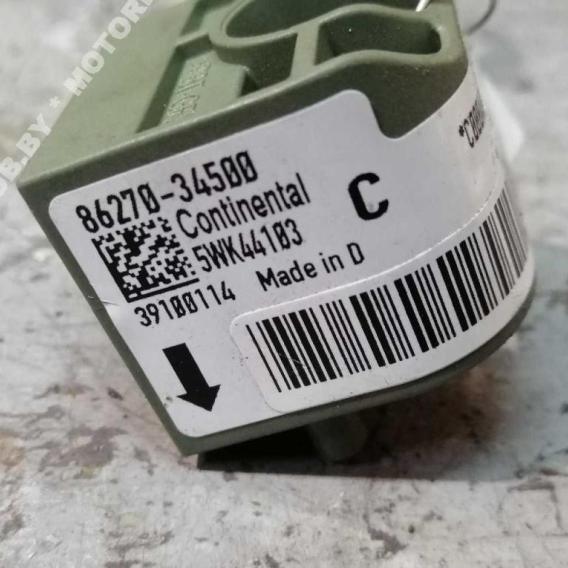 86270-34500
Continental
5WK44103
39100114
Made in D
C